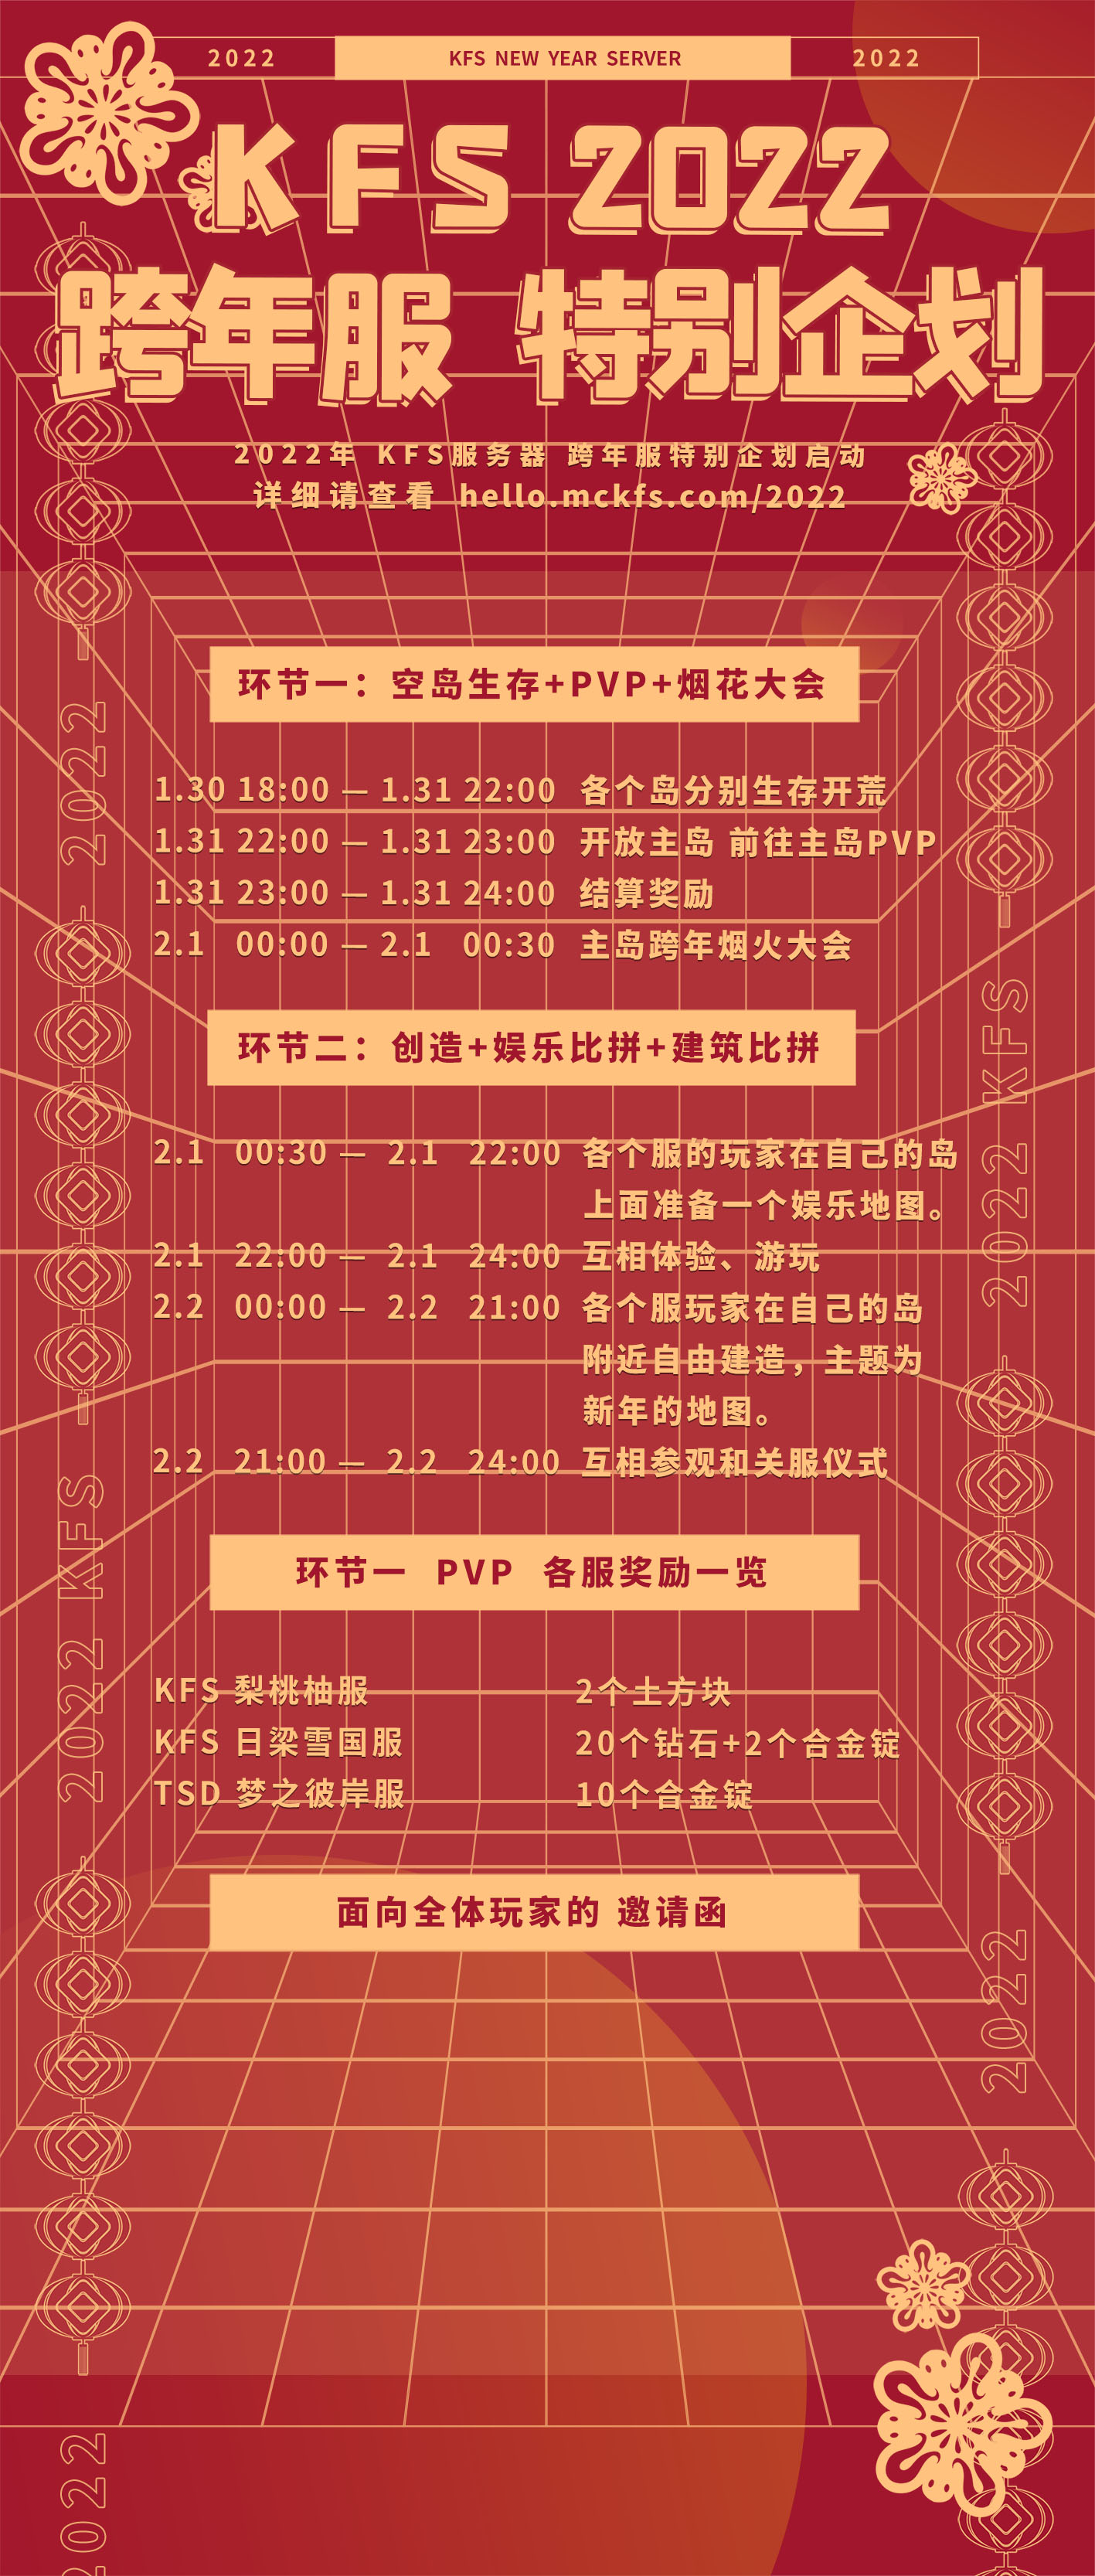 2022 KFS NEW YEAR SERVER 2022
KFS 2022
跨年服 特别企划
2022年 KFS服务器 跨年服特别企划启动
详细请查看 hello.mckfs.com/2022
环节一：空岛生存+PVP+烟花大会
1.30 18:00 — 1.31 22:00 各个岛分别生存开荒
1.31 22:00 — 1.31 23:00 开放主岛 前往主岛PVP
1.31 23:00 — 1.31 24:00 结算奖励
2.1 00:00 — 2.1 00:30 主岛跨年烟火大会
环节二：创造+娱乐比拼+建筑比拼
2.1 00:30 — 2.1 22:00 各个服的玩家在自己的岛
上面准备一个娱乐地图。
2.1 22:00 — 2.1 24:00 互相体验、游玩
2.2 00:00 — 2.2 21:00 各个服玩家在自己的岛
附近自由建造，主题为
新年的地图。
2.2 21:00 — 2.2 24:00 互相参观和关服仪式
环节一 PVP 各服奖励一览
KFS 梨桃柚服 2个土方块
KFS 日梁雪国服 20个钻石+2个合金锭
TSD 梦之彼岸服 10个合金锭
面向全体玩家的 邀请函
2022
2022 KFS
2022
2022 KFS
2022
2022